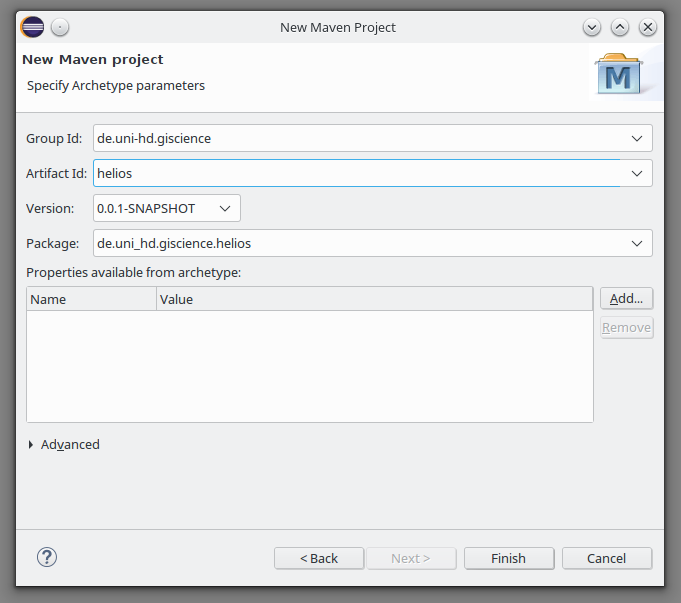 New Maven Project
New Maven project
Specify Archetype parameters
M
Group Id: de.uni-hd.giscience
Artifact Id: helios
Version: 0.0.1-SNAPSHOT
Package: de.uni_hd.giscience.helios
Properties available from archetype:
Name Value
Add...
Remove
Advanced
? < Back Next > Finish Cancel